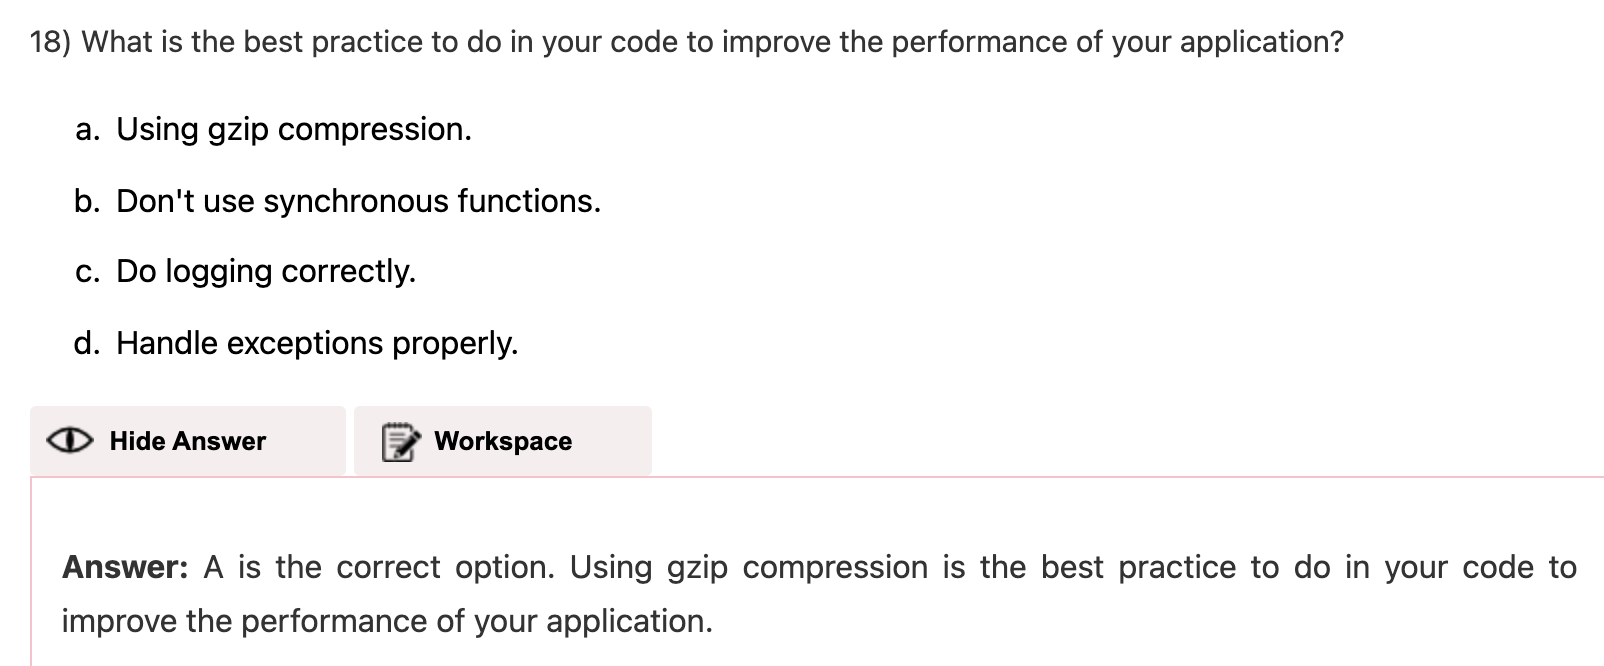 18) What is the best practice to do in your code to improve the performance of your application?
a. Using gzip compression.
b. Don't use synchronous functions.
c. Do logging correctly.
d. Handle exceptions properly.
Hide Answer Workspace
Answer: A is the correct option. Using gzip compression is the best practice to do in your code to
improve the performance of your application.